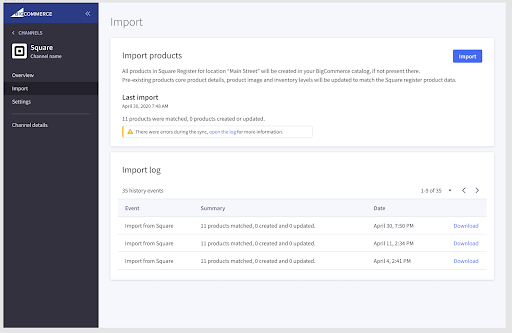 BIGCOMMERCE
CHANNELS
Square
Channel name
Overview
Import
Settings
Channel details
Import
Import products
Import
All products in Square Register for location “Main Street” will be created in your BigCommerce catalog, if not present there.
Pre-existing products core product details, product image and inventory levels will be updated to match the Square register product data.
Last import
April 30, 2020 7:48 AM
11 products were matched, 0 products created or updated.
There were errors during the sync, open the log for more information.
Import log
35 history events
1-9 of 35
Event Summary Date
Import from Square 11 products matched, 0 created and 0 updated. April 30, 7:50 PM Download
Import from Square 11 products matched, 0 created and 0 updated. April 11, 2:34 PM Download
Import from Square 11 products matched, 0 created and 0 updated. April 4, 2:41 PM Download